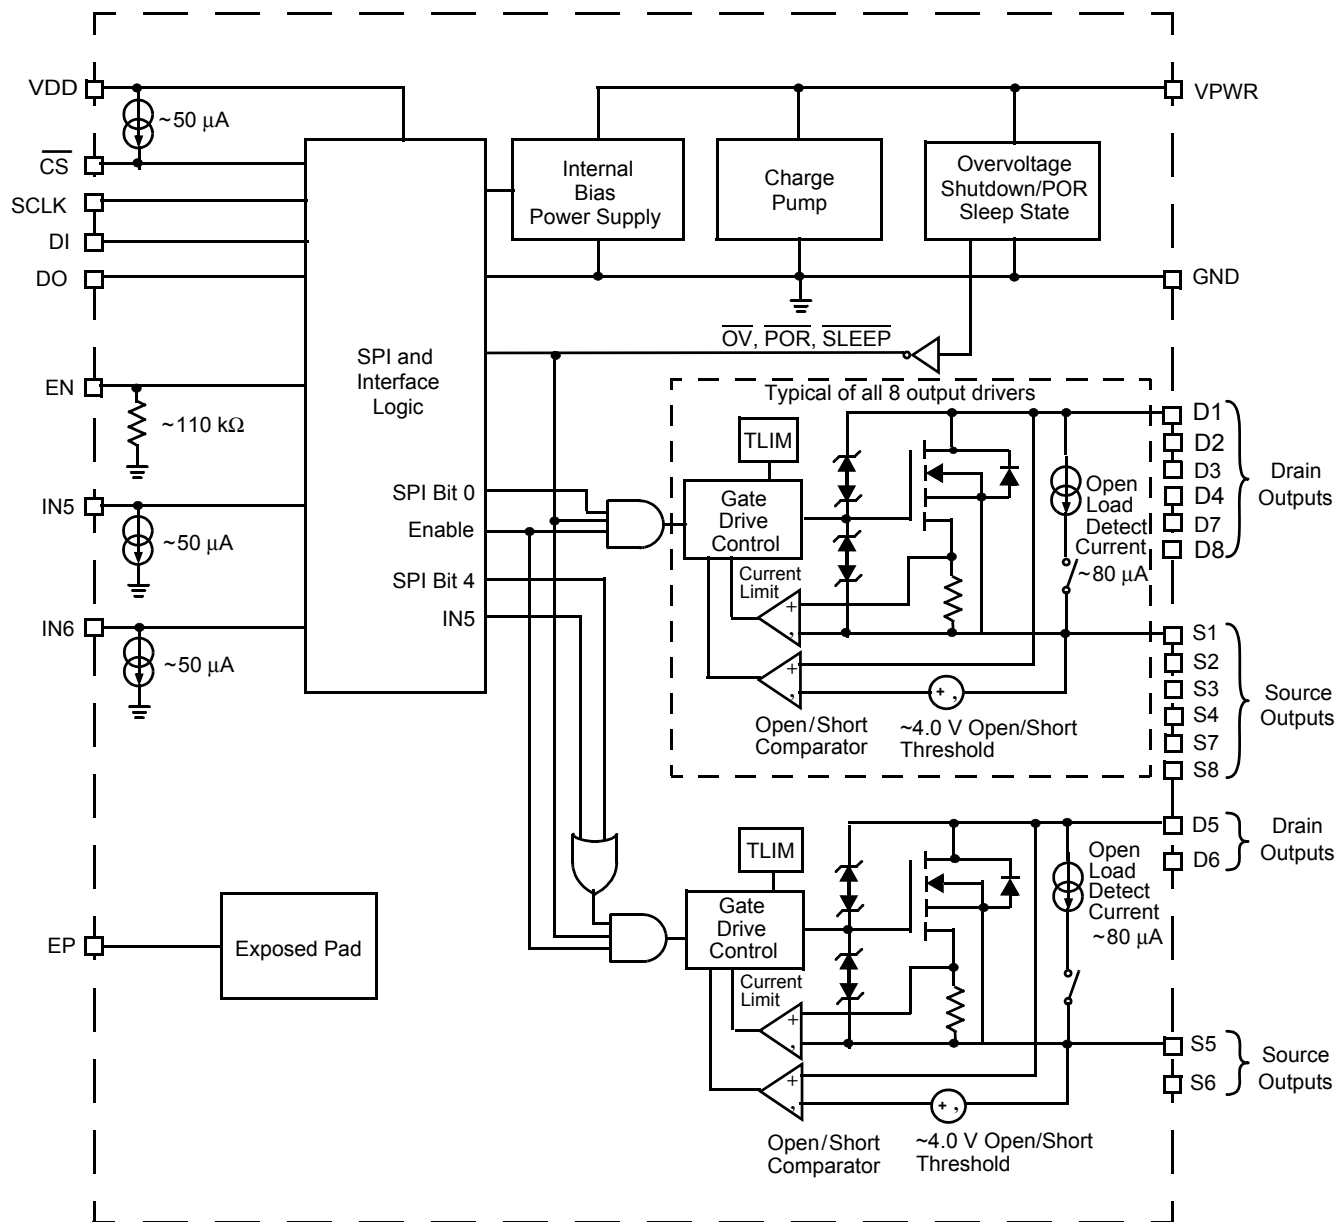 VDD
~50 μA
CS
SCLK
DI
DO
EN
~110 kΩ
IN5
~50 μA
IN6
~50 μA
EP
Exposed Pad
SPI and
Interface
Logic
SPI Bit 0
Enable
SPI Bit 4
IN5
Internal
Bias
Power Supply
Charge
Pump
Overvoltage
Shutdown/POR
Sleep State
VPWR
GND
OV, POR, SLEEP
Typical of all 8 output drivers
TLIM
Gate
Drive
Control
Current
Limit
+
,
+
,
Open/Short
Comparator
+ ,
~4.0 V Open/Short
Threshold
Open
Load
Detect
Current
~80 μA
D1
D2
D3
D4
D7
D8
Drain
Outputs
S1
S2
S3
S4
S7
S8
Source
Outputs
TLIM
Gate
Drive
Control
Current
Limit
+
,
+
,
Open/Short
Comparator
+ ,
~4.0 V Open/Short
Threshold
Open
Load
Detect
Current
~80 μA
D5
D6
Drain
Outputs
S5
S6
Source
Outputs